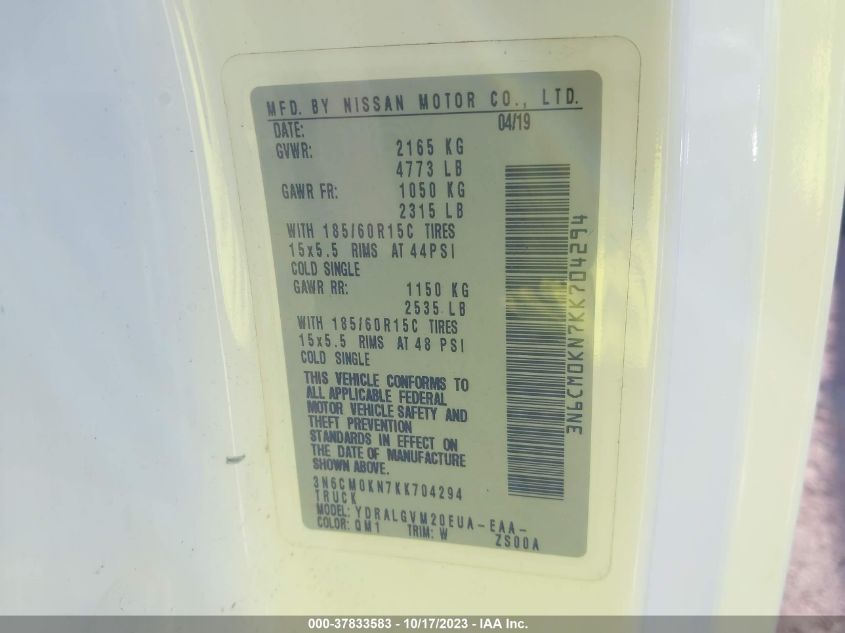 MFD. BY NISSAN MOTOR CO., LTD.
DATE: 04/19
GVWR: 2165 KG
4773 LB
GAWR FR: 1050 KG
2315 LB
WITH 185/60R15C TIRES
15x5.5 RIMS AT 44PSI
COLD SINGLE
GAWR RR: 1150 KG
2535 LB
WITH 185/60R15C TIRES
15x5.5 RIMS AT 48 PSI
COLD SINGLE
THIS VEHICLE CONFORMS TO
ALL APPLICABLE FEDERAL
MOTOR VEHICLE SAFETY AND
THEFT PREVENTION
STANDARDS IN EFFECT ON
THE DATE OF MANUFACTURE
SHOWN ABOVE.
3N6CM0KN7KK704294
TRUCK
MODEL: YDRALGVM20EUA-EAA-
COLOR: QM1 TRIM: W ZS00A
3N6CM0KN7KK704294
000-37833583 - 10/17/2023 - IAA Inc.